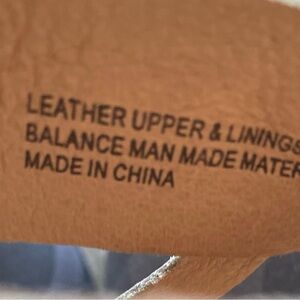 LEATHER UPPER & LININGS
BALANCE MAN MADE MATER
MADE IN CHINA